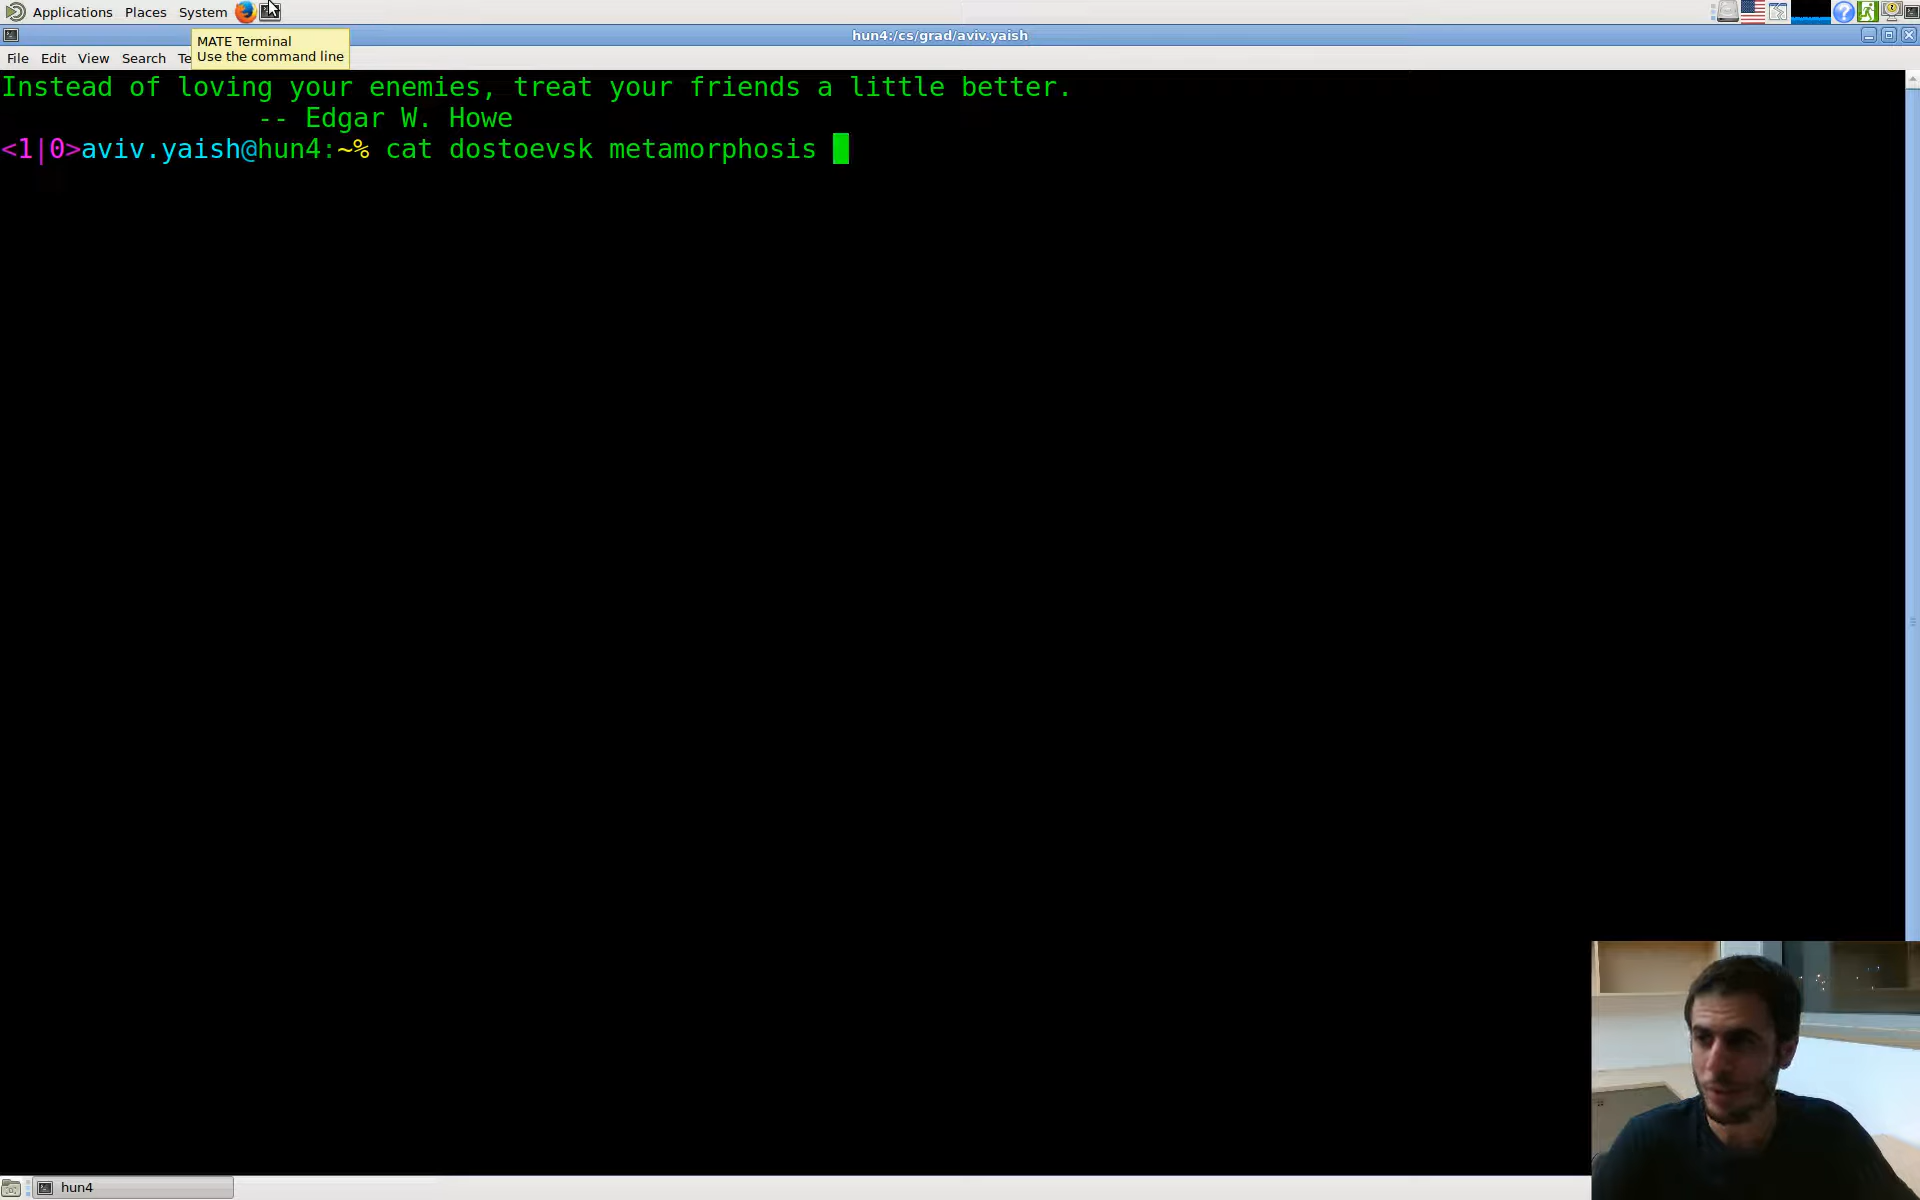 Applications Places System
MATE Terminal
Use the command line
hun4:/cs/grad/aviv.yaish
File Edit View Search Te
Instead of loving your enemies, treat your friends a little better.
-- Edgar W. Howe
<1|0>aviv.yaish@hun4:~% cat dostoevsk metamorphosis
hun4